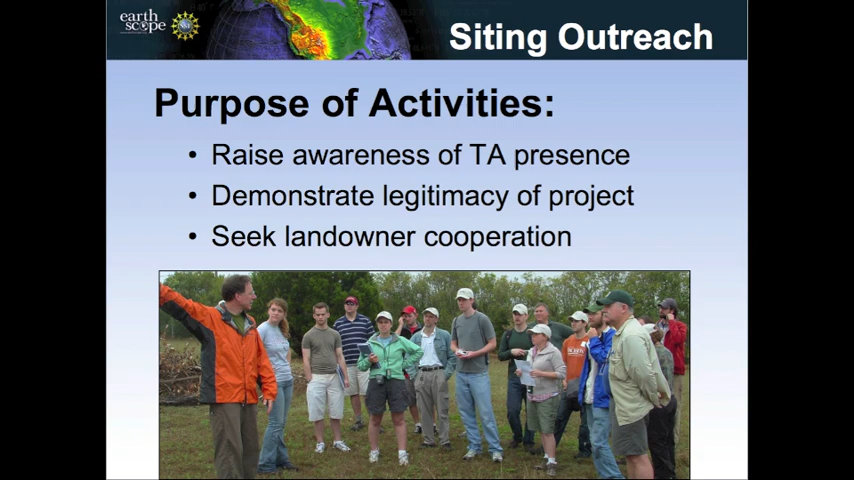 earth
scope
Siting Outreach
Purpose of Activities:
• Raise awareness of TA presence
• Demonstrate legitimacy of project
• Seek landowner cooperation